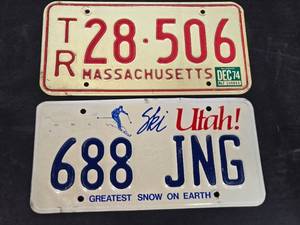 TR 28·506
DEC 74
MASSACHUSETTS
Ski Utah!
688 JNG
GREATEST SNOW ON EARTH